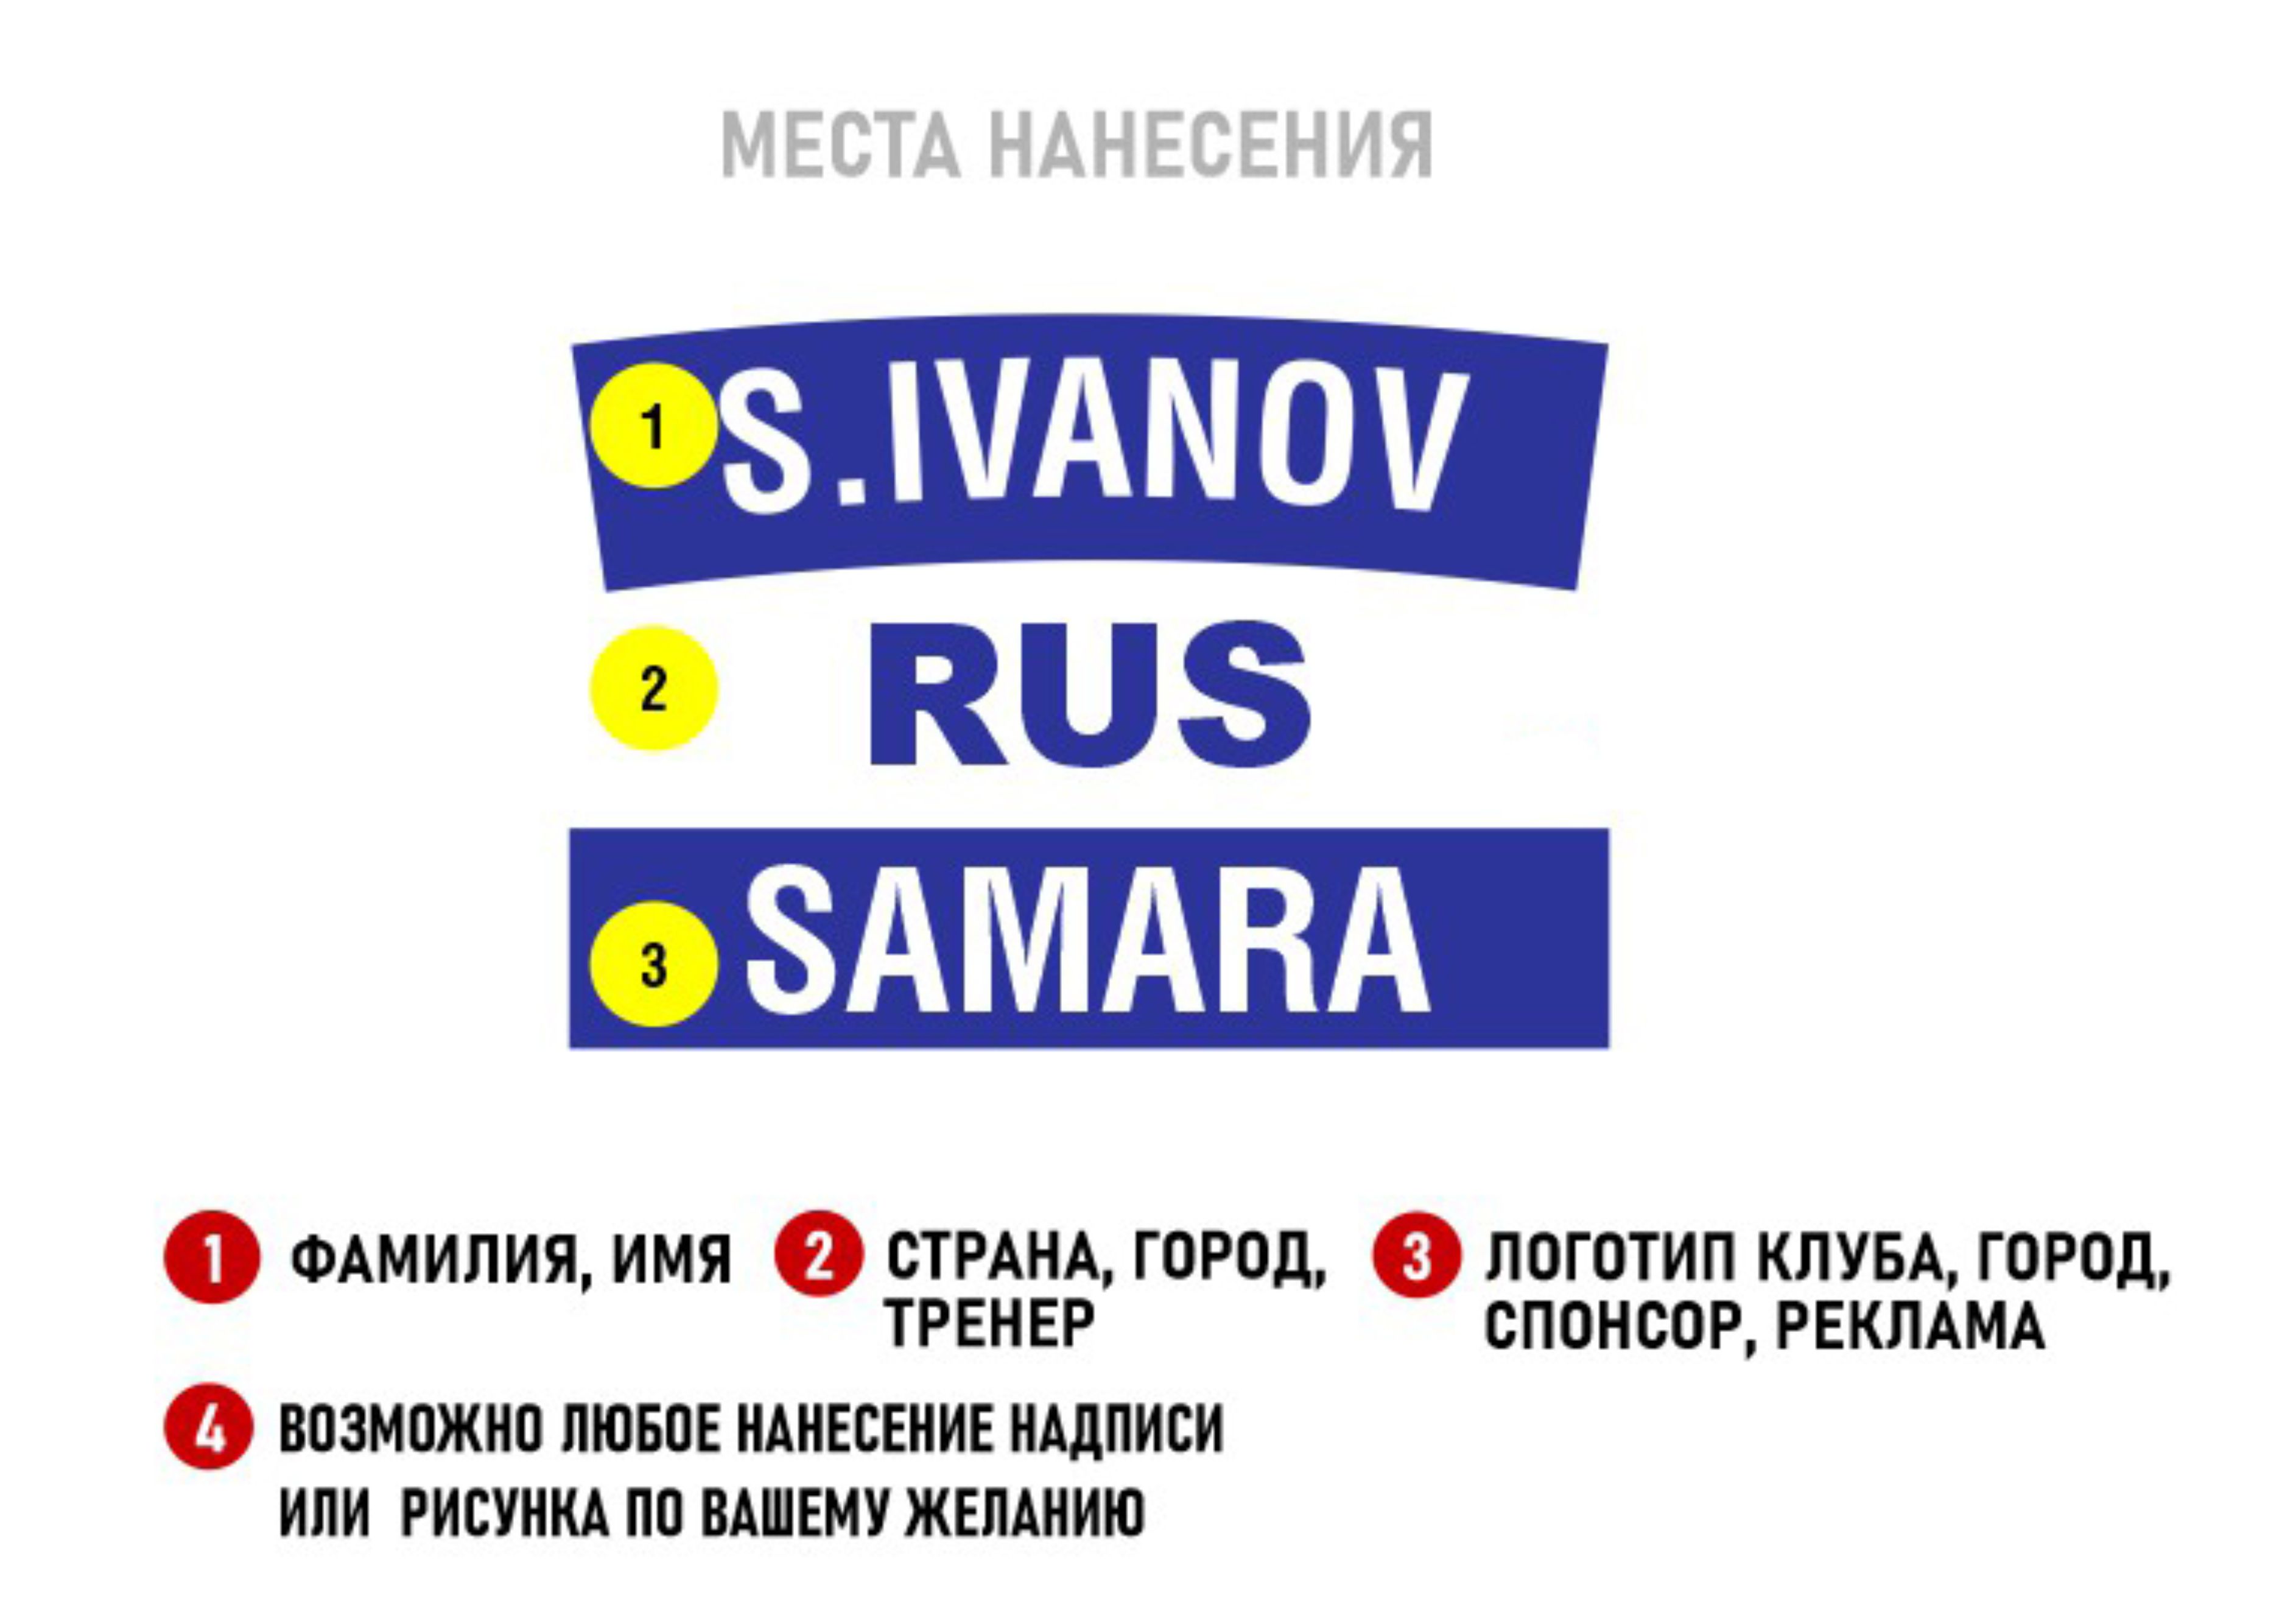 МЕСТА НАНЕСЕНИЯ
1 S.IVANOV
2 RUS
3 SAMARA
1 ФАМИЛИЯ, ИМЯ
2 СТРАНА, ГОРОД,
ТРЕНЕР
3 ЛОГОТИП КЛУБА, ГОРОД,
СПОНСОР, РЕКЛАМА
4 ВОЗМОЖНО ЛЮБОЕ НАНЕСЕНИЕ НАДПИСИ
ИЛИ РИСУНКА ПО ВАШЕМУ ЖЕЛАНИЮ